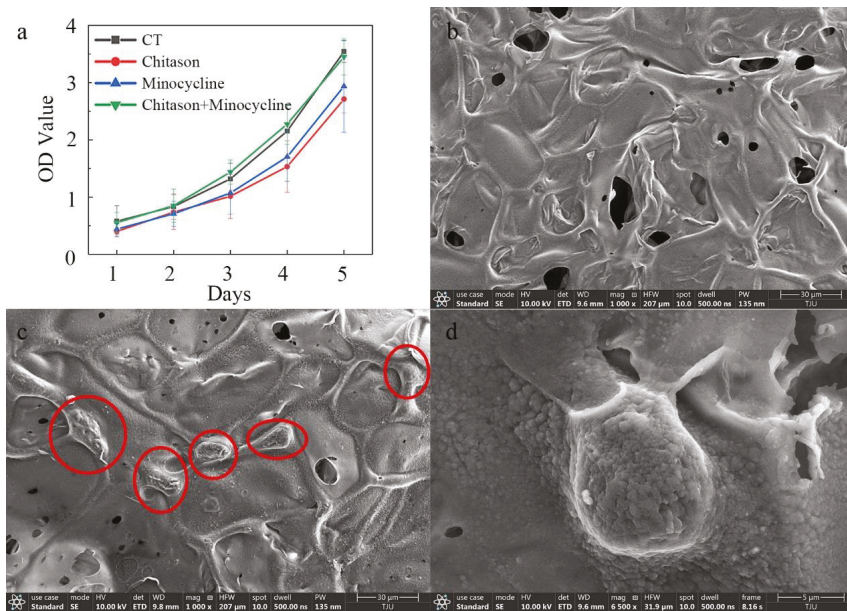 a
CT
Chitason
Minocycline
Chitason+Minocycline
4
3
2
1
0
OD Value
1 2 3 4 5
Days
b
use case mode HV det WD mag HFW spot dwell PW 30 μm
Standard SE 10.00 kV ETD 9.6 mm 1 000 x 207 μm 10.0 500.00 ns 135 nm TJU
c
use case mode HV det WD mag HFW spot dwell PW 30 μm
Standard SE 10.00 kV ETD 9.8 mm 1 000 x 207 μm 10.0 500.00 ns 135 nm TJU
d
use case mode HV det WD mag HFW spot dwell frame 5 μm
Standard SE 10.00 kV ETD 9.6 mm 6 500 x 31.9 μm 10.0 500.00 ns 8.16 s TJU